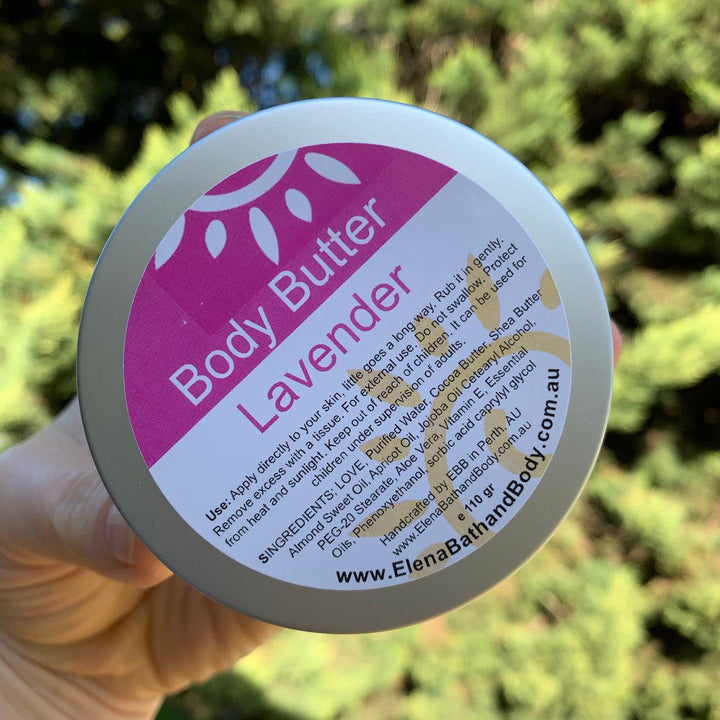 Body Butter
Lavender
Use: Apply directly to your skin, little goes a long way. Rub it in gently.
Remove excess with a tissue. For external use. Do not swallow. Protect
from heat and sunlight. Keep out of reach of children. It can be used for
children under supervision of adults.
SINGREDIENTS: LOVE, Purified Water, Cocoa Butter, Shea Butter,
Almond Sweet Oil, Apricot Oil, Jojoba Oil Cetearyl Alcohol,
PEG-20 Stearate, Aloe Vera, Vitamin E, Essential
Oils, Phenoxyethanol, sorbic acid caprylyl glycol
Handcrafted by EBB in Perth, AU
www.ElenaBathandBody.com.au
e 110 gr
www.ElenaBathandBody.com.au